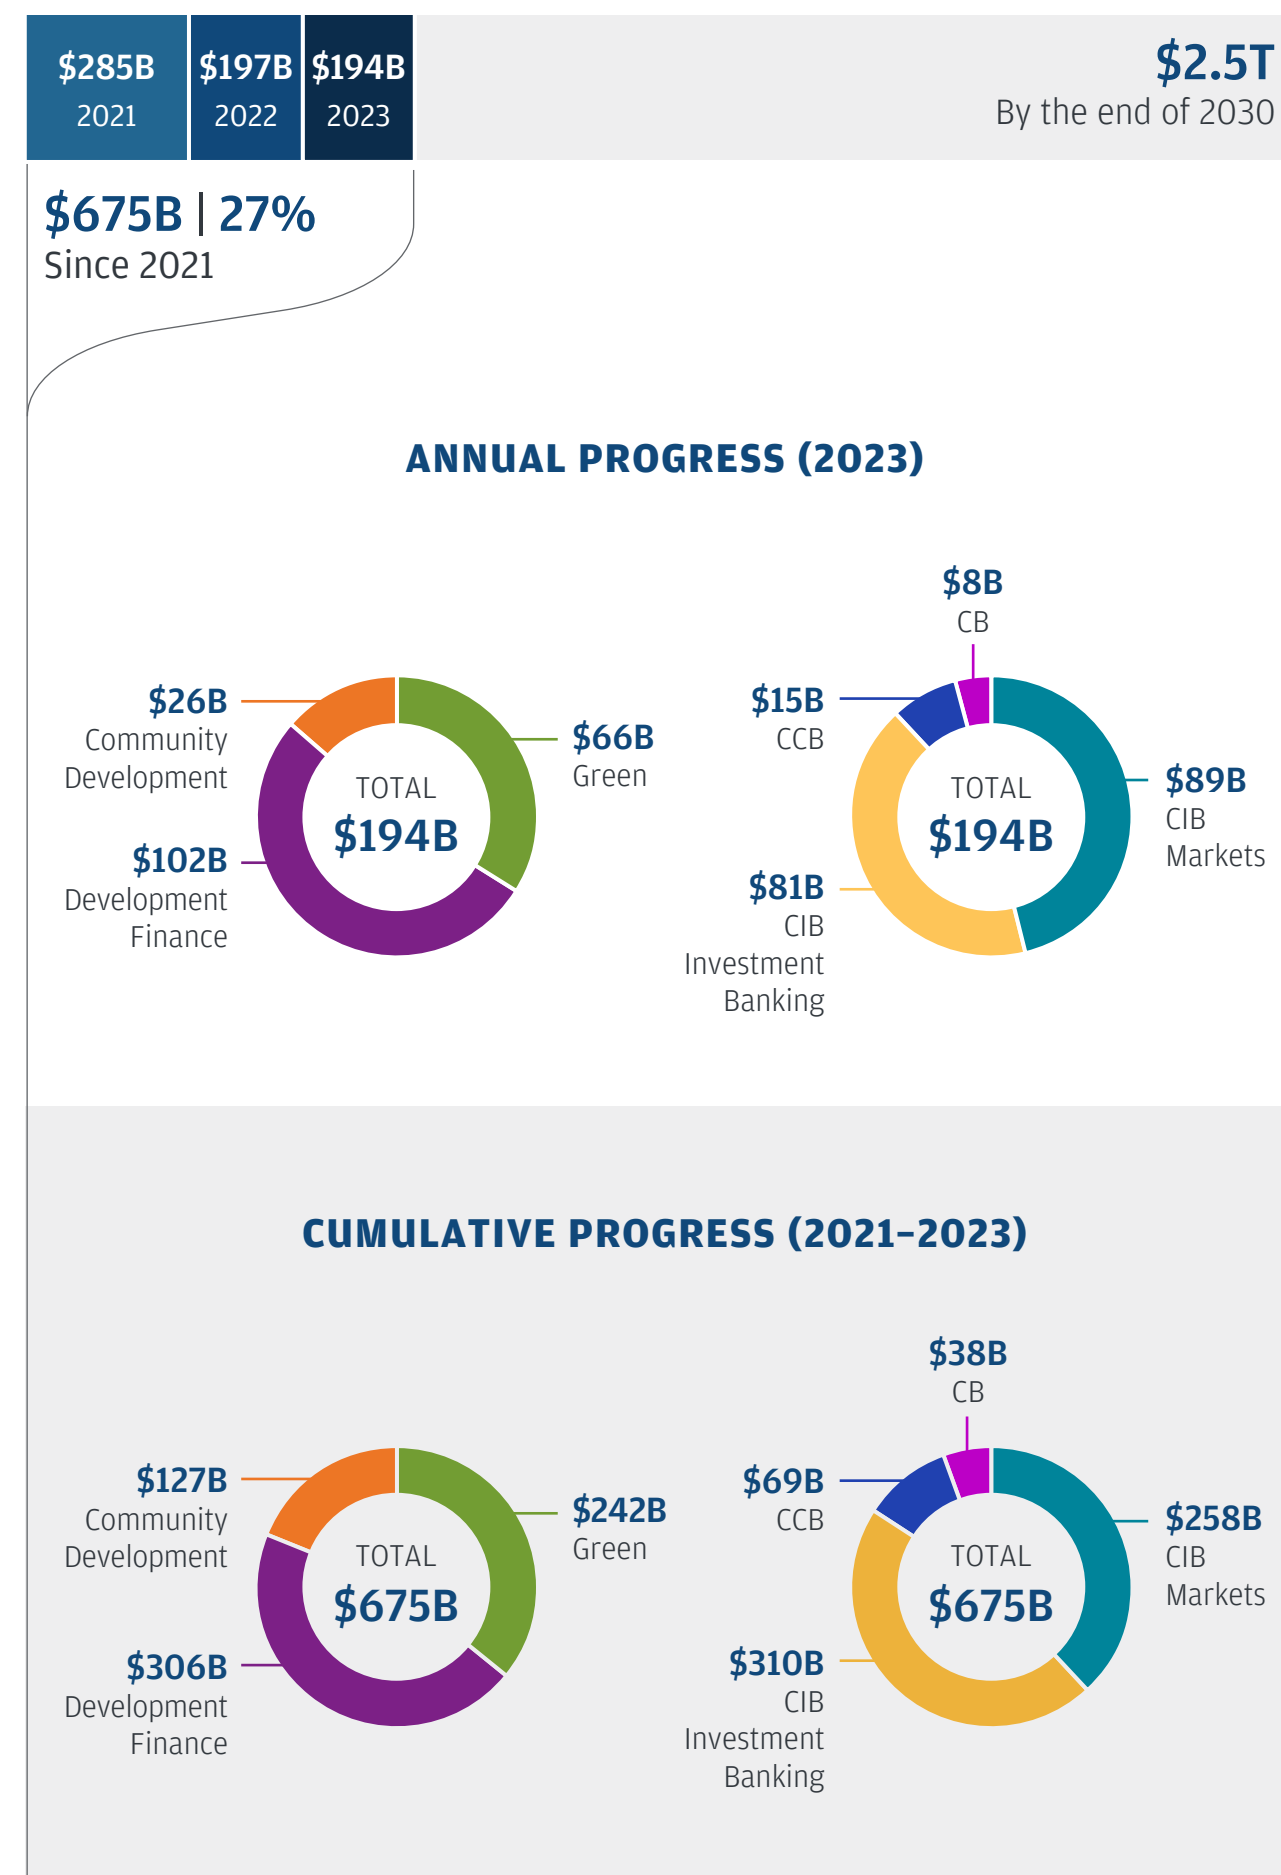 $285B
2021
$197B
2022
$194B
2023
$2.5T
By the end of 2030
$675B | 27%
Since 2021
ANNUAL PROGRESS (2023)
$26B
Community
Development
$102B
Development
Finance
$66B
Green
TOTAL
$194B
$8B
CB
$15B
CCB
$81B
CIB
Investment
Banking
$89B
CIB
Markets
TOTAL
$194B
CUMULATIVE PROGRESS (2021–2023)
$127B
Community
Development
$306B
Development
Finance
$242B
Green
TOTAL
$675B
$38B
CB
$69B
CCB
$310B
CIB
Investment
Banking
$258B
CIB
Markets
TOTAL
$675B